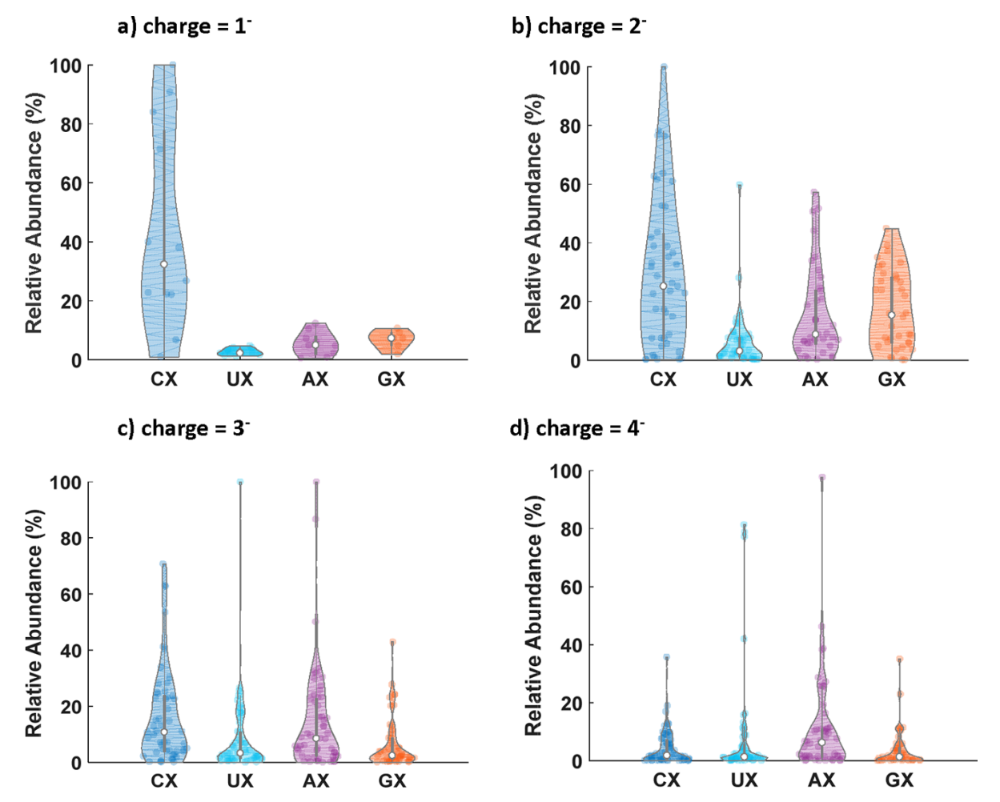 a) charge = 1-
Relative Abundance (%)
100
80
60
40
20
0
CX UX AX GX
b) charge = 2-
Relative Abundance (%)
100
80
60
40
20
0
CX UX AX GX
c) charge = 3-
Relative Abundance (%)
100
80
60
40
20
0
CX UX AX GX
d) charge = 4-
Relative Abundance (%)
100
80
60
40
20
0
CX UX AX GX